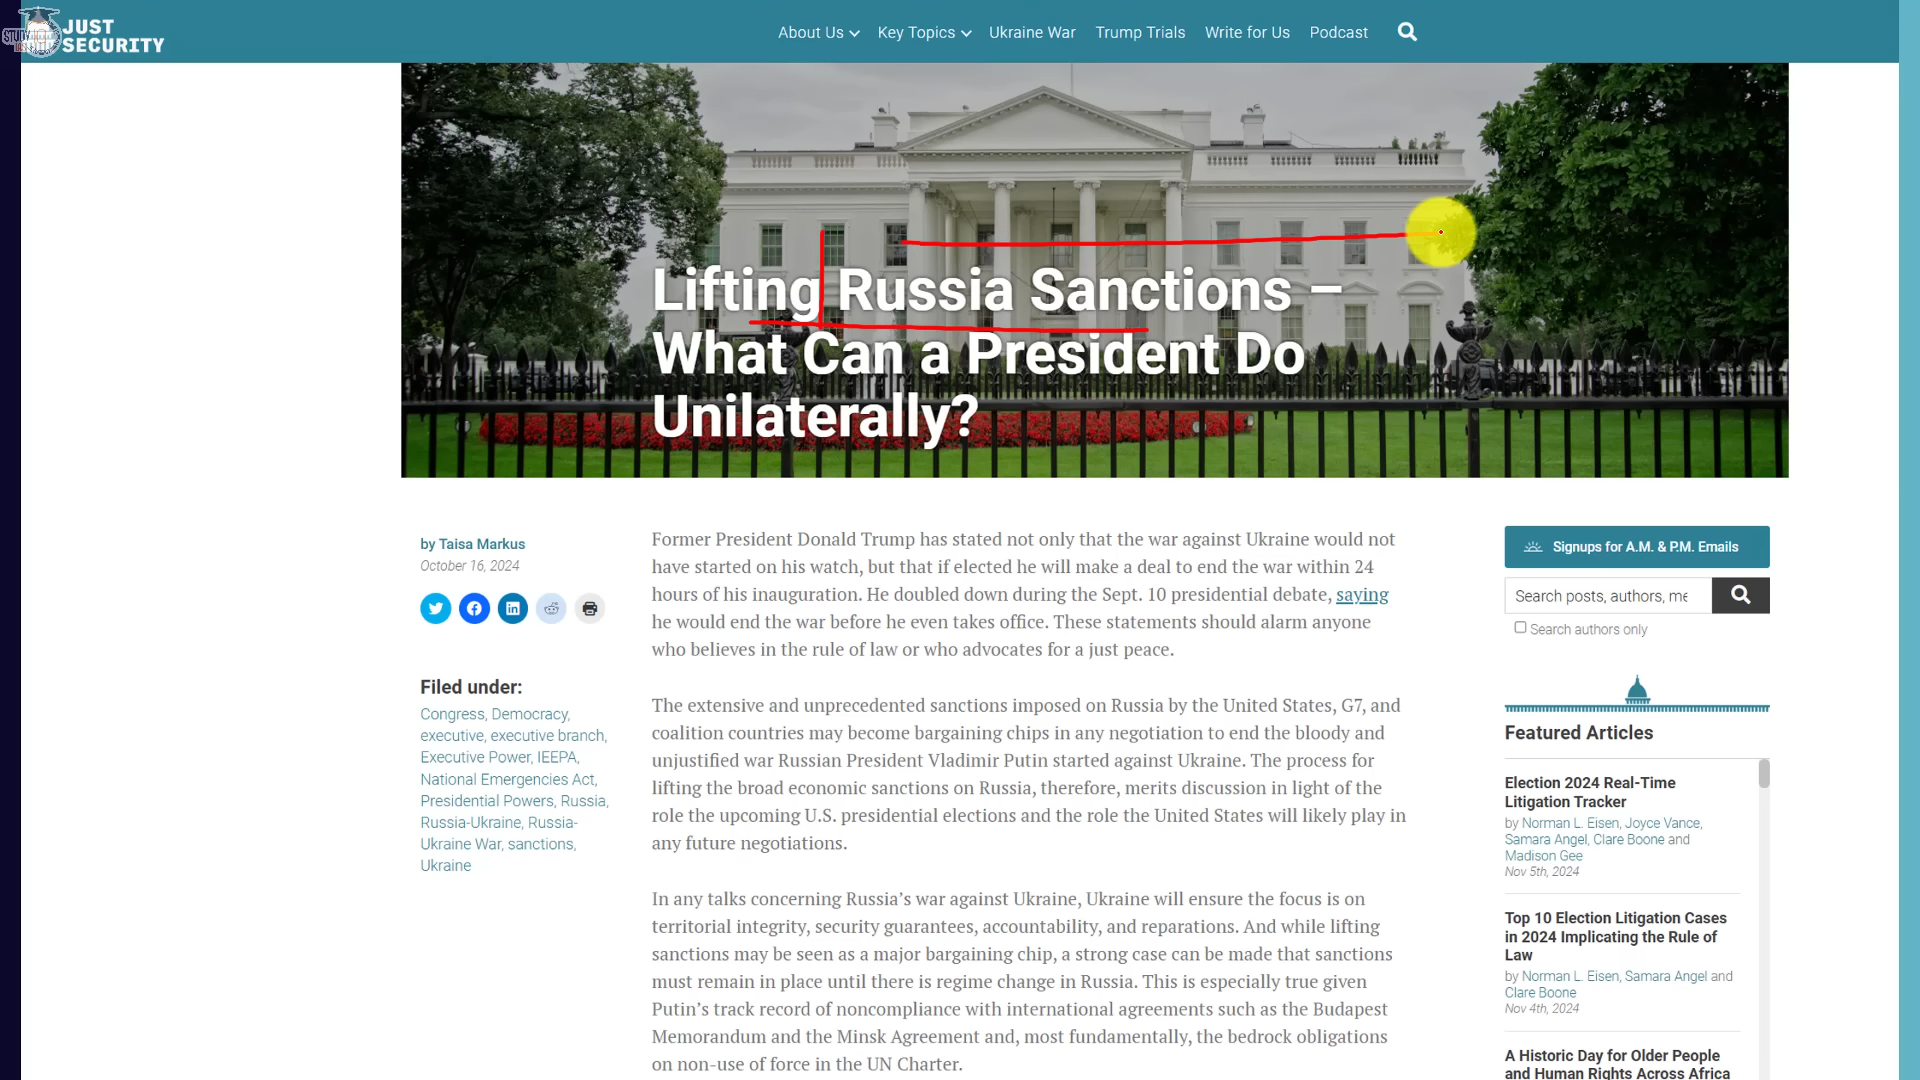 STUDY
JUST
SECURITY
About Us
Key Topics
Ukraine War
Trump Trials
Write for Us
Podcast
Lifting Russia Sanctions –
What Can a President Do
Unilaterally?
by Taisa Markus
October 16, 2024
Filed under:
Congress, Democracy,
executive, executive branch,
Executive Power, IEEPA,
National Emergencies Act,
Presidential Powers, Russia,
Russia-Ukraine, Russia-
Ukraine War, sanctions,
Ukraine
Former President Donald Trump has stated not only that the war against Ukraine would not
have started on his watch, but that if elected he will make a deal to end the war within 24
hours of his inauguration. He doubled down during the Sept. 10 presidential debate, saying
he would end the war before he even takes office. These statements should alarm anyone
who believes in the rule of law or who advocates for a just peace.
The extensive and unprecedented sanctions imposed on Russia by the United States, G7, and
coalition countries may become bargaining chips in any negotiation to end the bloody and
unjustified war Russian President Vladimir Putin started against Ukraine. The process for
lifting the broad economic sanctions on Russia, therefore, merits discussion in light of the
role the upcoming U.S. presidential elections and the role the United States will likely play in
any future negotiations.
In any talks concerning Russia’s war against Ukraine, Ukraine will ensure the focus is on
territorial integrity, security guarantees, accountability, and reparations. And while lifting
sanctions may be seen as a major bargaining chip, a strong case can be made that sanctions
must remain in place until there is regime change in Russia. This is especially true given
Putin’s track record of noncompliance with international agreements such as the Budapest
Memorandum and the Minsk Agreement and, most fundamentally, the bedrock obligations
on non-use of force in the UN Charter.
Signups for A.M. & P.M. Emails
Search posts, authors, me
Search authors only
Featured Articles
Election 2024 Real-Time
Litigation Tracker
by Norman L. Eisen, Joyce Vance,
Samara Angel, Clare Boone and
Madison Gee
Nov 5th, 2024
Top 10 Election Litigation Cases
in 2024 Implicating the Rule of
Law
by Norman L. Eisen, Samara Angel and
Clare Boone
Nov 4th, 2024
A Historic Day for Older People
and Human Rights Across Africa